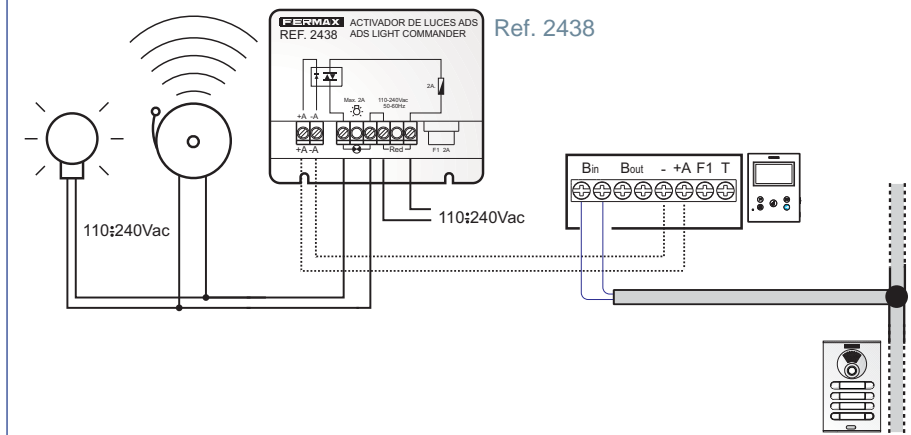 FERMAX ACTIVADOR DE LUCES ADS
REF. 2438 ADS LIGHT COMMANDER
Ref. 2438
2A.
Max. 2A 110-240Vac
50-60Hz
+A -A
+A -A
Red
F1 2A
Bin Bout - +A F1 T
110÷240Vac
110÷240Vac